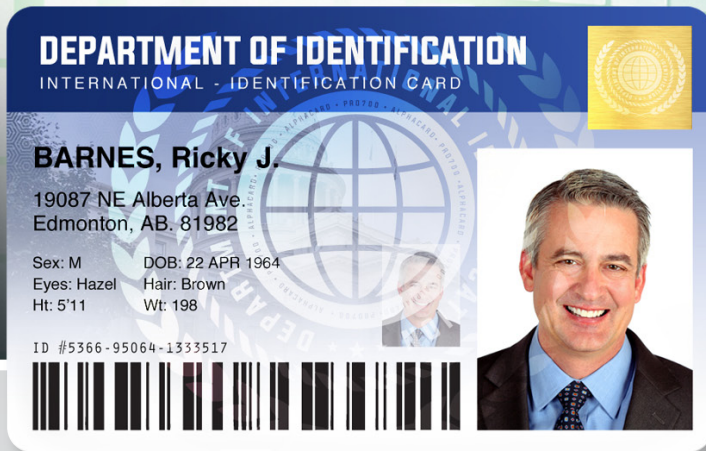 DEPARTMENT OF IDENTIFICATION
INTERNATIONAL - IDENTIFICATION CARD
BARNES, Ricky J.
19087 NE Alberta Ave.
Edmonton, AB. 81982
Sex: M DOB: 22 APR 1964
Eyes: Hazel Hair: Brown
Ht: 5'11 Wt: 198
ID #5366-95064-1333517